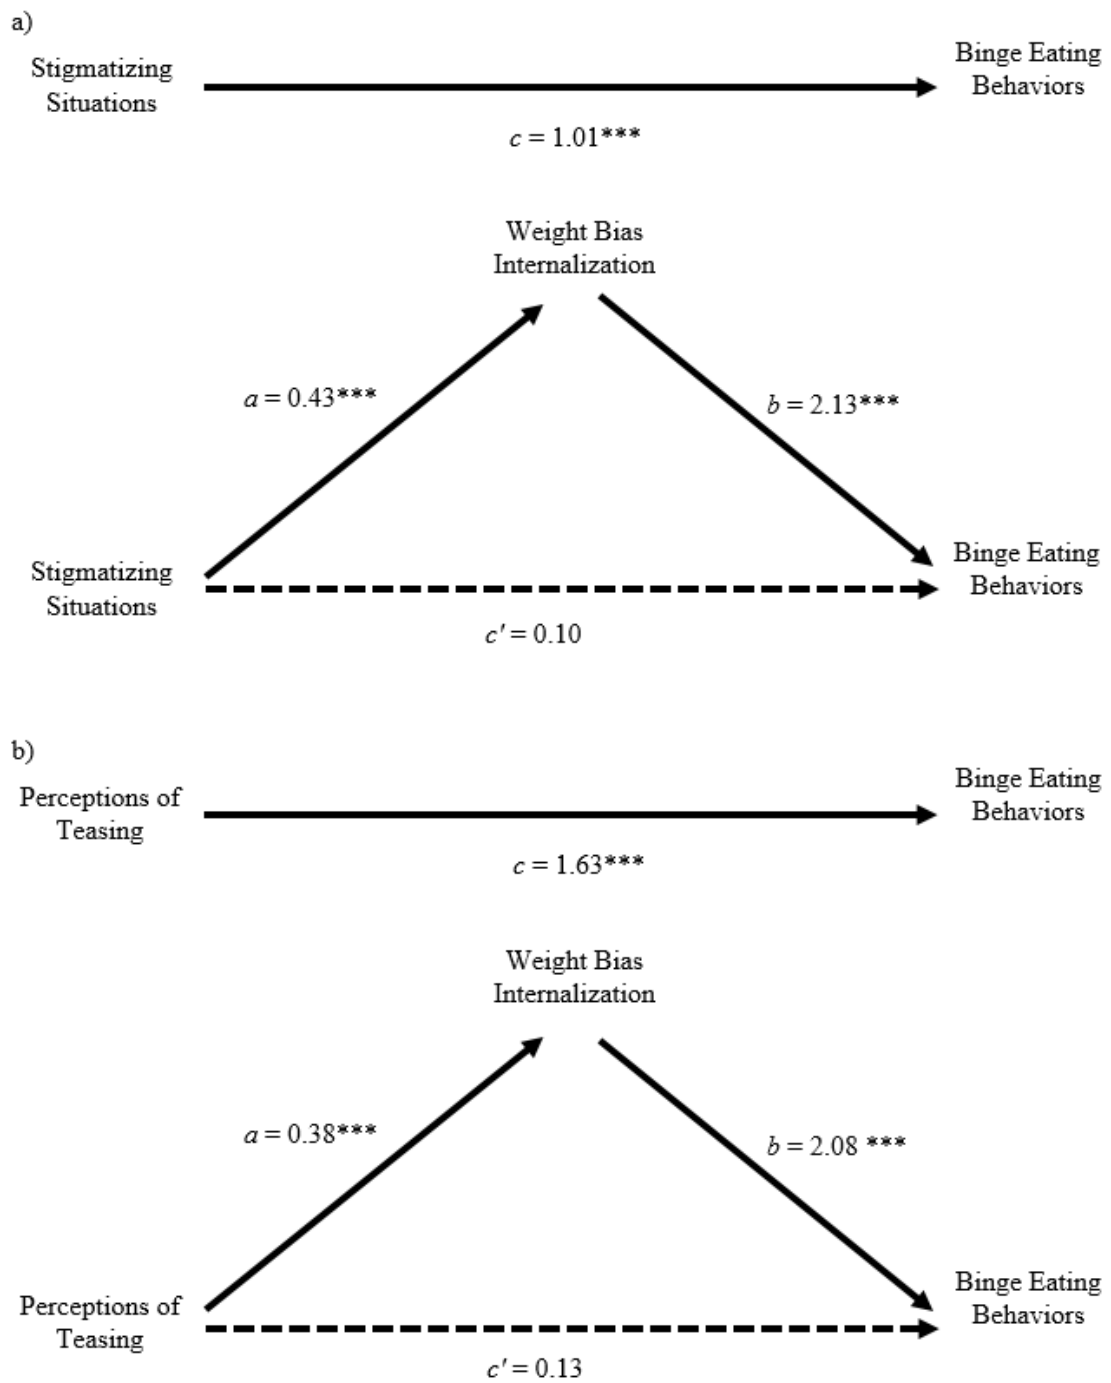 a)
Stigmatizing
Situations
Binge Eating
Behaviors
c = 1.01***
Weight Bias
Internalization
a = 0.43***
b = 2.13***
Stigmatizing
Situations
Binge Eating
Behaviors
c' = 0.10
b)
Perceptions of
Teasing
Binge Eating
Behaviors
c = 1.63***
Weight Bias
Internalization
a = 0.38***
b = 2.08 ***
Perceptions of
Teasing
Binge Eating
Behaviors
c' = 0.13